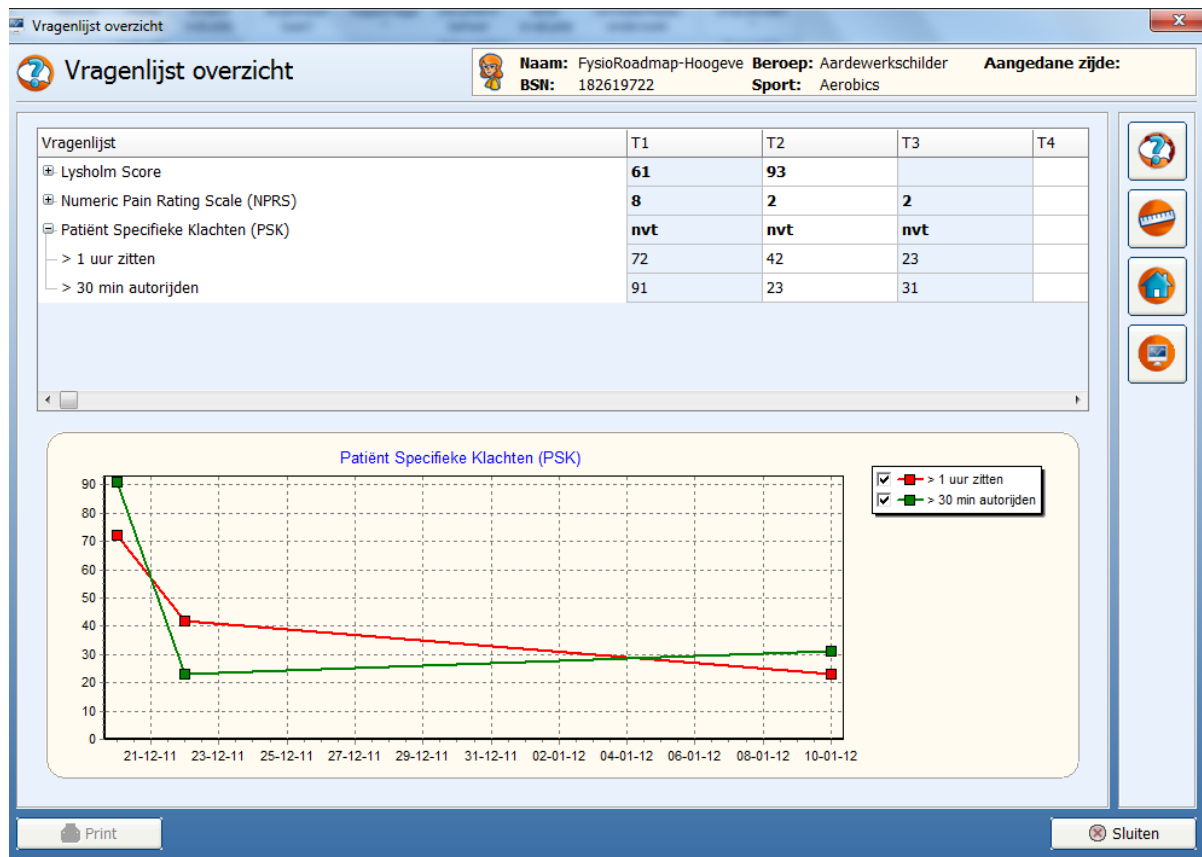 Vragenlijst overzicht
Vragenlijst overzicht
Naam: FysioRoadmap-Hoogeve Beroep: Aardewerkschilder Aangedane zijde:
BSN: 182619722 Sport: Aerobics
Vragenlijst T1 T2 T3 T4
Lysholm Score 61 93
Numeric Pain Rating Scale (NPRS) 8 2 2
Patiënt Specifieke Klachten (PSK) nvt nvt nvt
> 1 uur zitten 72 42 23
> 30 min autorijden 91 23 31
Patiënt Specifieke Klachten (PSK)
> 1 uur zitten
> 30 min autorijden
90
80
70
60
50
40
30
20
10
0
21-12-11 23-12-11 25-12-11 27-12-11 29-12-11 31-12-11 02-01-12 04-01-12 06-01-12 08-01-12 10-01-12
Print Sluiten